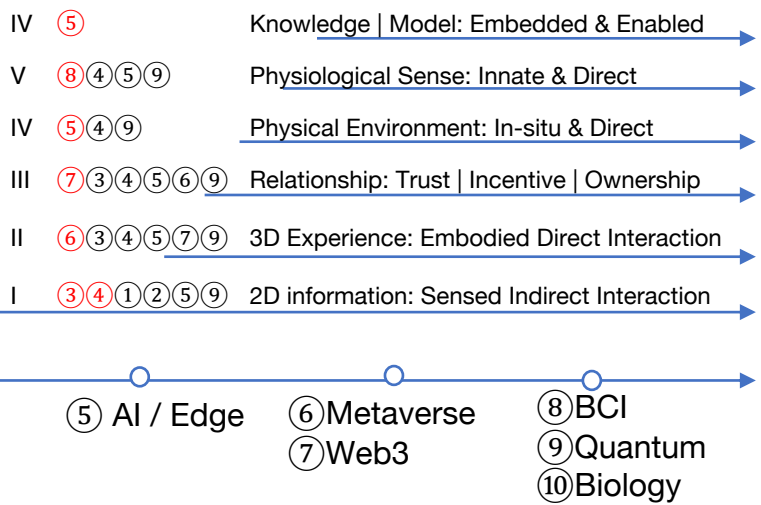 IV ⑤ Knowledge | Model: Embedded & Enabled
V ⑧④⑤⑨ Physiological Sense: Innate & Direct
IV ⑤④⑨ Physical Environment: In-situ & Direct
III ⑦③④⑤⑥⑨ Relationship: Trust | Incentive | Ownership
II ⑥③④⑤⑦⑨ 3D Experience: Embodied Direct Interaction
I ③④①②⑤⑨ 2D information: Sensed Indirect Interaction
⑤ AI / Edge
⑥Metaverse
⑦Web3
⑧BCI
⑨Quantum
⑩Biology